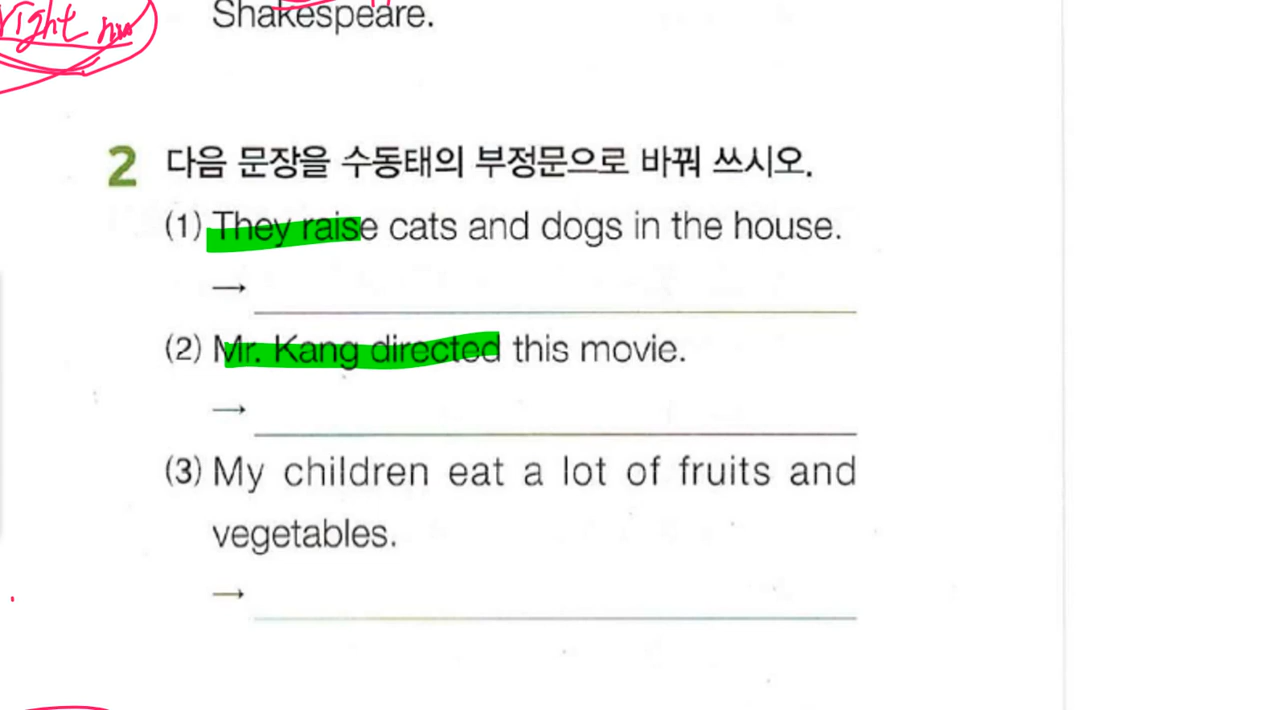 right now
Shakespeare.
2 다음 문장을 수동태의 부정문으로 바꿔 쓰시오.
(1) They raise cats and dogs in the house.
→
(2) Mr. Kang directed this movie.
→
(3) My children eat a lot of fruits and
vegetables.
→